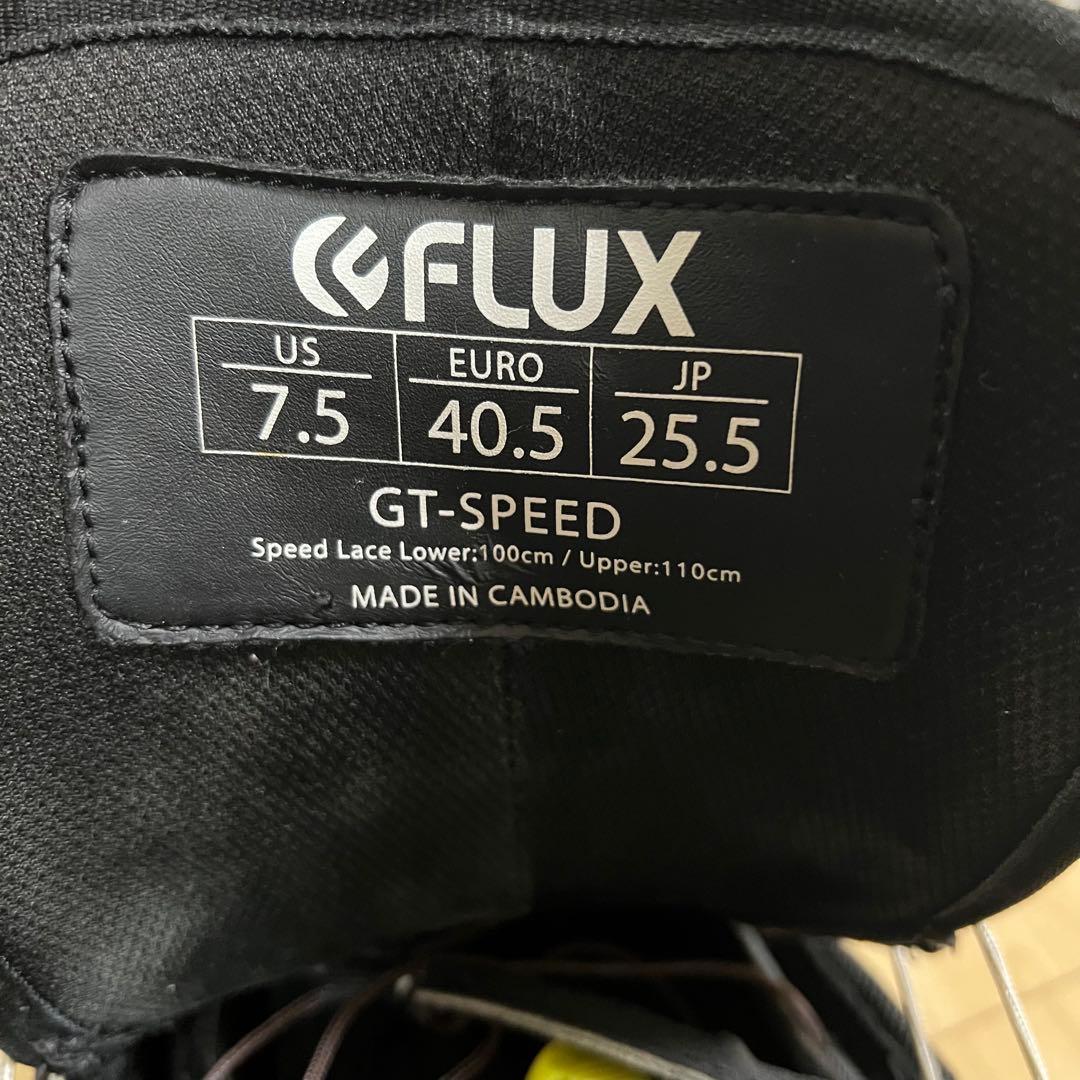 FLUX
US EURO JP
7.5 40.5 25.5
GT-SPEED
Speed Lace Lower:100cm / Upper:110cm
MADE IN CAMBODIA